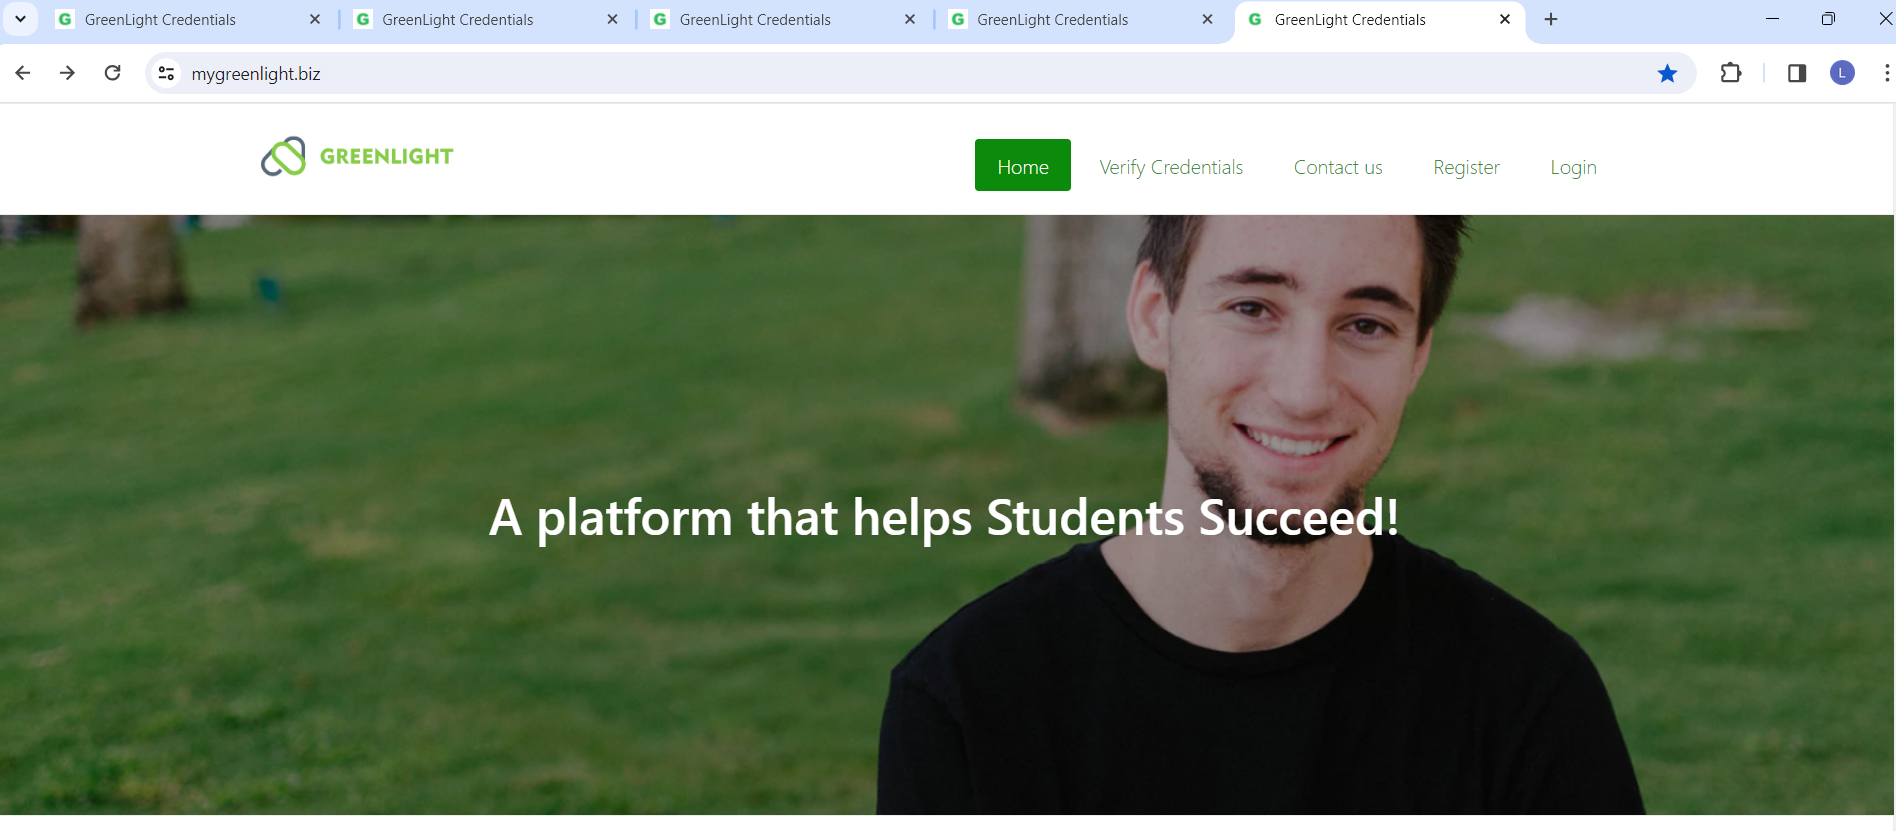 GreenLight Credentials GreenLight Credentials GreenLight Credentials GreenLight Credentials GreenLight Credentials
mygreenlight.biz L
GREENLIGHT Home Verify Credentials Contact us Register Login
A platform that helps Students Succeed!